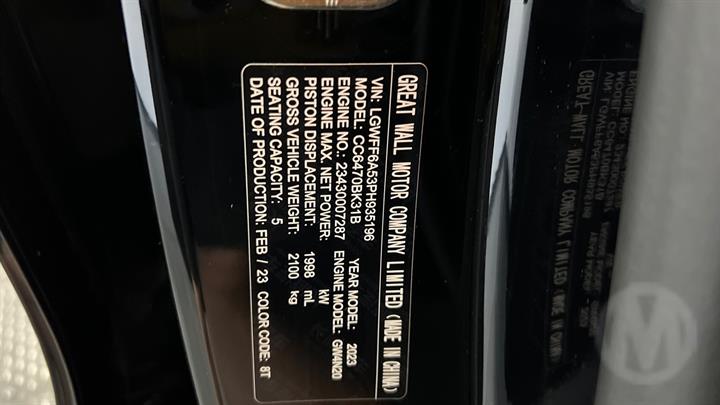 GREAT WALL MOTOR COMPANY LIMITED (MADE IN CHINA)
VIN: LGWFF6A53PH935196
MODEL: CC6470BK31B YEAR MODEL: 2023
ENGINE NO.: 23430007287 ENGINE MODEL: GW4N20
ENGINE MAX. NET POWER: kW
PISTON DISPLACEMENT: 1998 mL
GROSS VEHICLE WEIGHT: 2100 kg
SEATING CAPACITY: 5
DATE OF PRODUCTION: FEB / 23 COLOR CODE: 8T
M